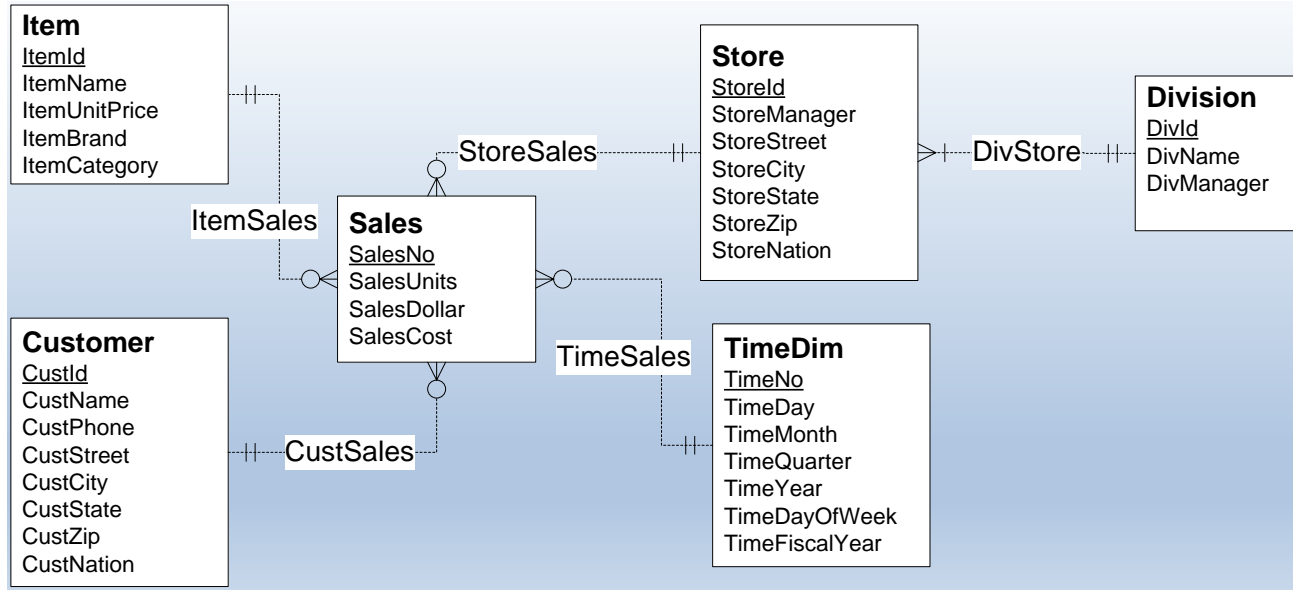 Item
ItemId
ItemName
ItemUnitPrice
ItemBrand
ItemCategory
ItemSales
Customer
CustId
CustName
CustPhone
CustStreet
CustCity
CustState
CustZip
CustNation
CustSales
Sales
SalesNo
SalesUnits
SalesDollar
SalesCost
StoreSales
TimeSales
Store
StoreId
StoreManager
StoreStreet
StoreCity
StoreState
StoreZip
StoreNation
TimeDim
TimeNo
TimeDay
TimeMonth
TimeQuarter
TimeYear
TimeDayOfWeek
TimeFiscalYear
DivStore
Division
DivId
DivName
DivManager